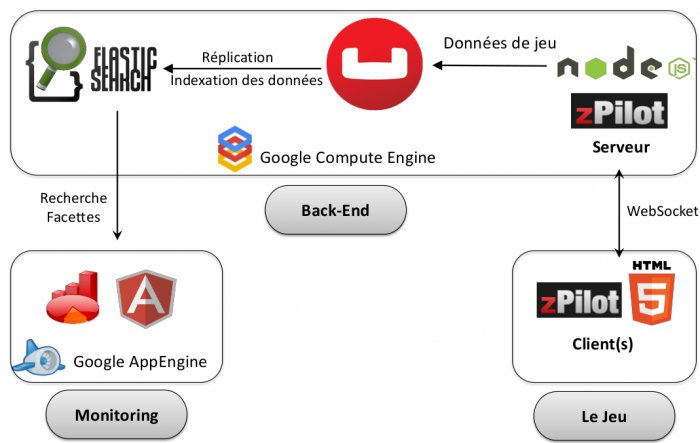 elastic
search
Réplication
Indexation des données
Données de jeu
node
JS
zPilot
Serveur
Google Compute Engine
Back-End
Recherche
Facettes
WebSocket
A
HTML
5
zPilot
Client(s)
Google AppEngine
Monitoring
Le Jeu